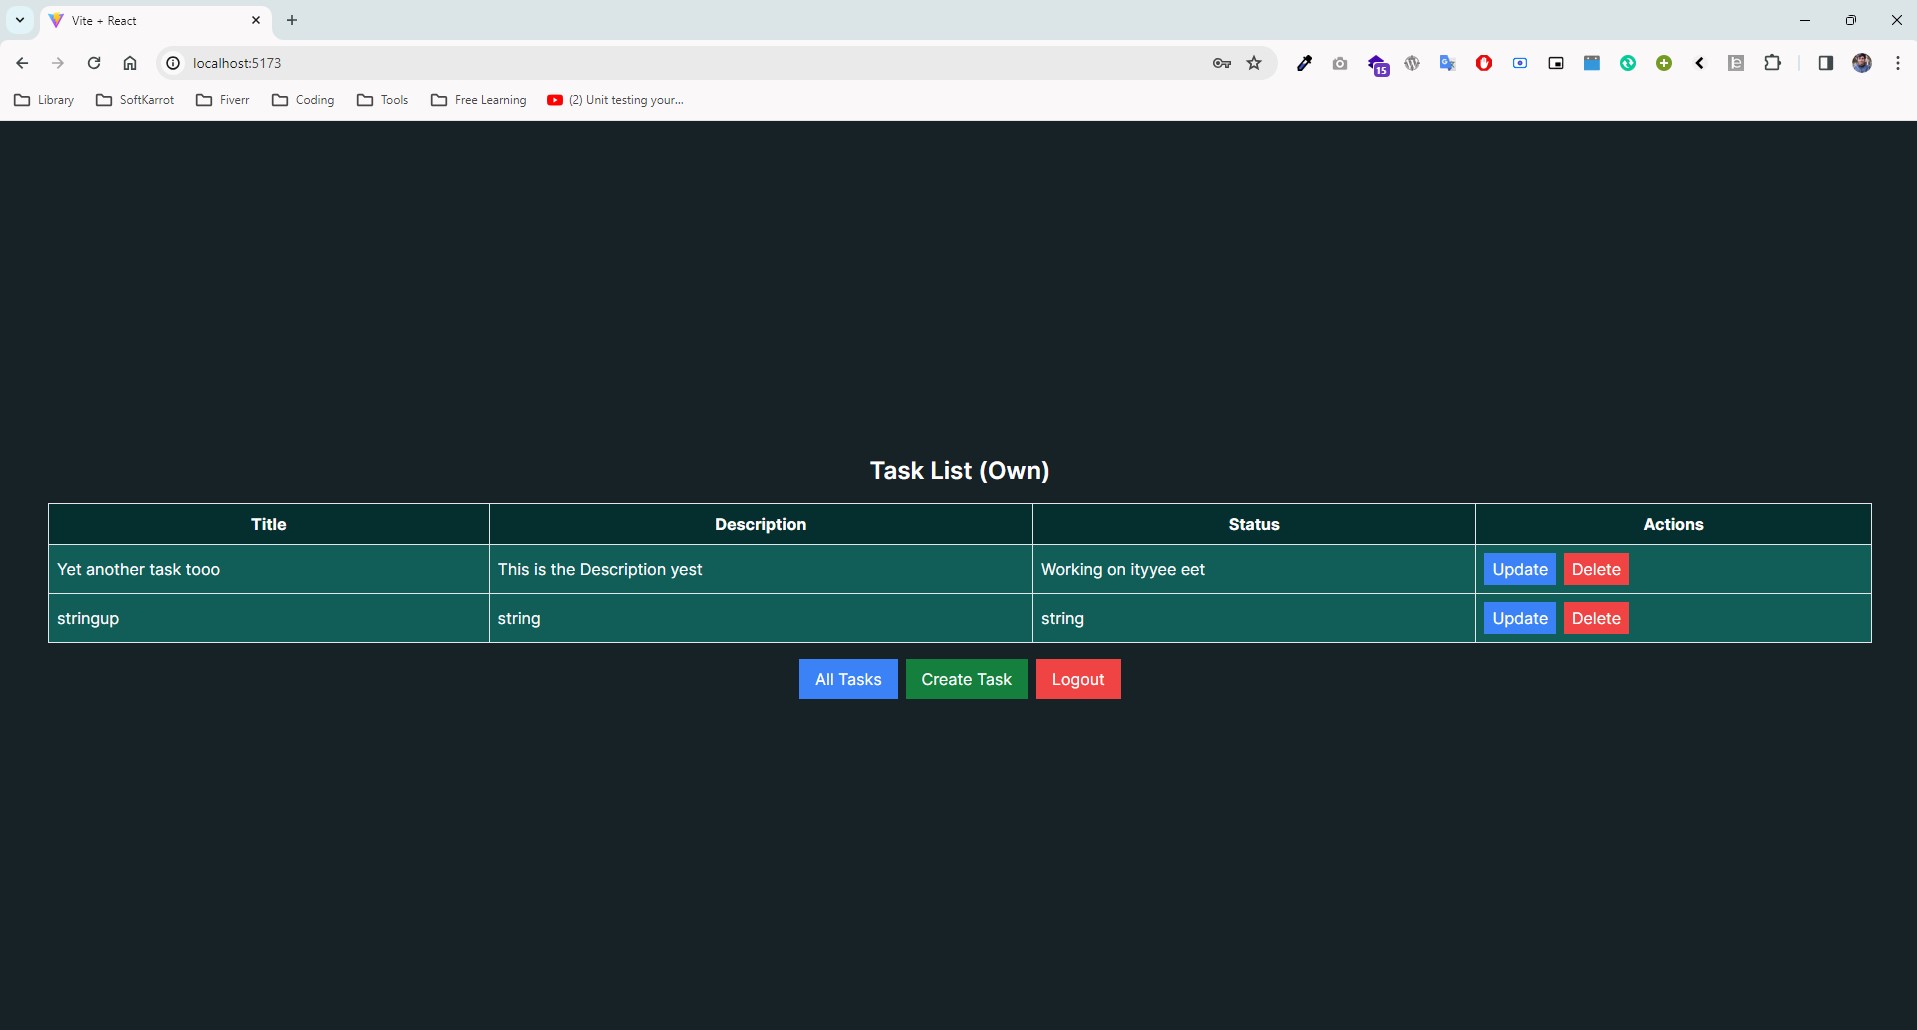 Vite + React
localhost:5173
15
Library SoftKarrot Fiverr Coding Tools Free Learning (2) Unit testing your...
Task List (Own)
Title Description Status Actions
Yet another task tooo This is the Description yest Working on ityyee eet Update Delete
stringup string string Update Delete
All Tasks Create Task Logout